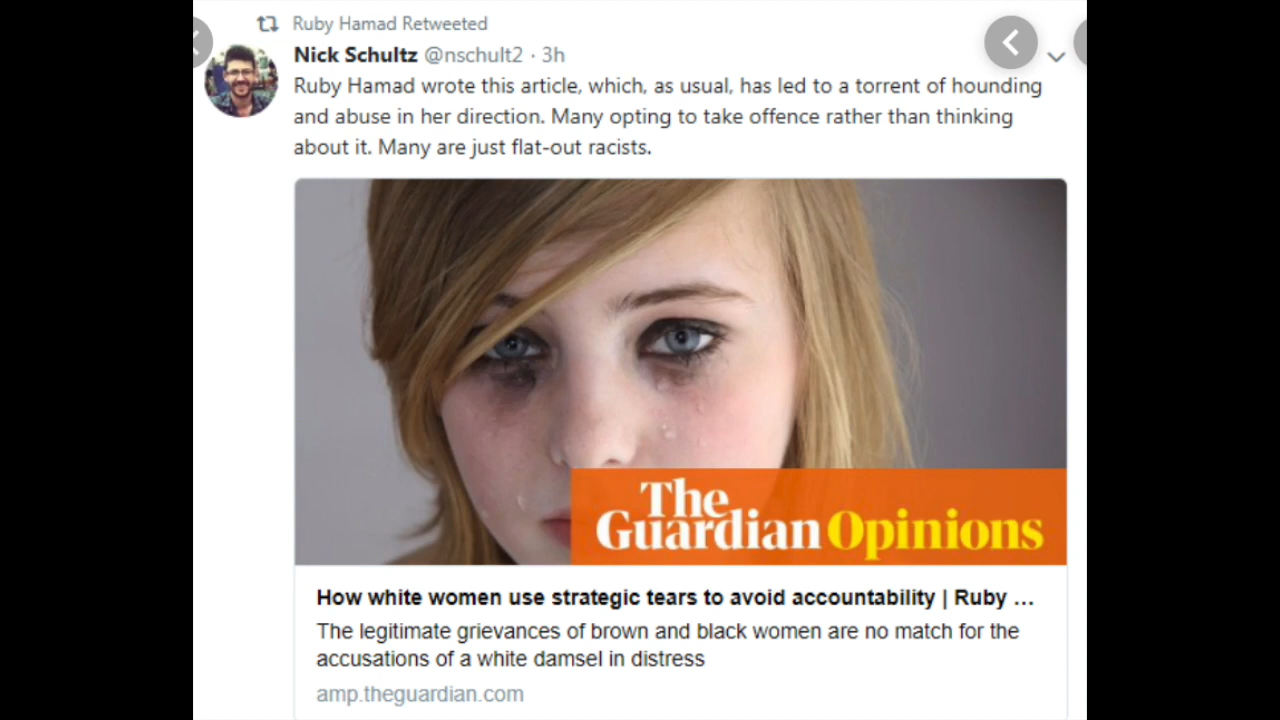 Ruby Hamad Retweeted
Nick Schultz @nschult2 · 3h
Ruby Hamad wrote this article, which, as usual, has led to a torrent of hounding
and abuse in her direction. Many opting to take offence rather than thinking
about it. Many are just flat-out racists.
The
Guardian Opinions
How white women use strategic tears to avoid accountability | Ruby ...
The legitimate grievances of brown and black women are no match for the
accusations of a white damsel in distress
amp.theguardian.com